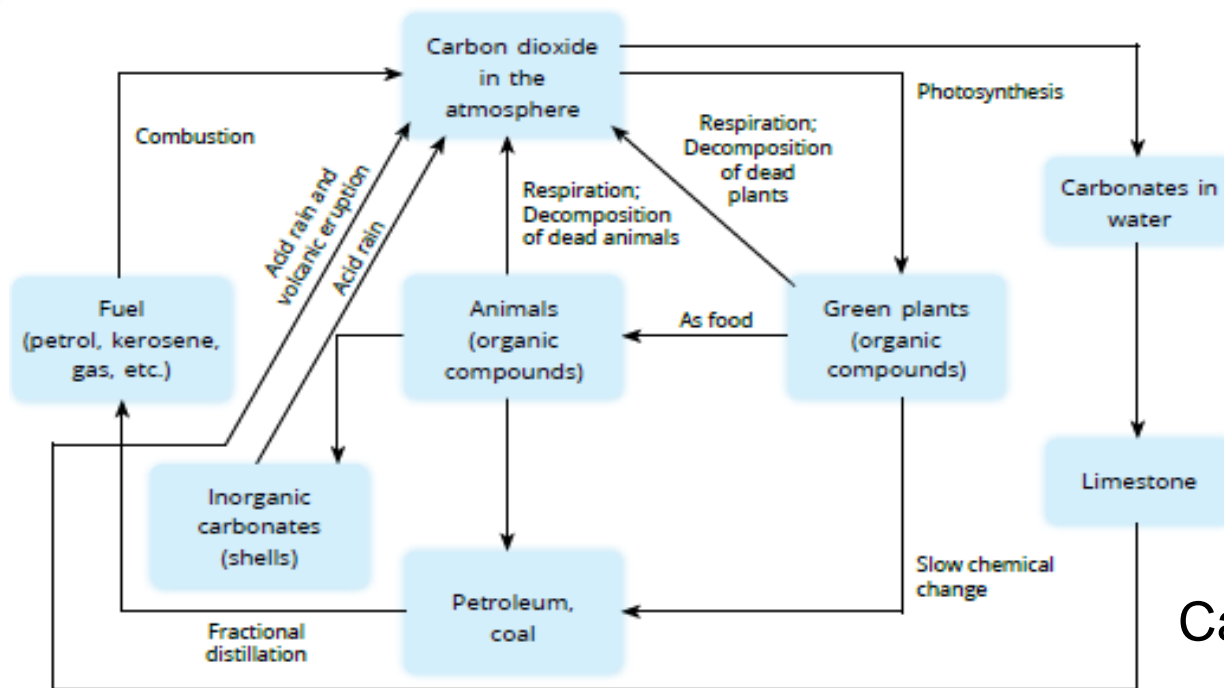 Carbon dioxide
in the
atmosphere
Photosynthesis
Combustion
Respiration;
Decomposition
of dead
plants
Acid rain and
volcanic eruption
Acid rain
Respiration;
Decomposition
of dead animals
Carbonates in
water
Fuel
(petrol, kerosene,
gas, etc.)
Animals
(organic
compounds)
As food
Green plants
(organic
compounds)
Inorganic
carbonates
(shells)
Limestone
Petroleum,
coal
Slow chemical
change
Fractional
distillation
Ca